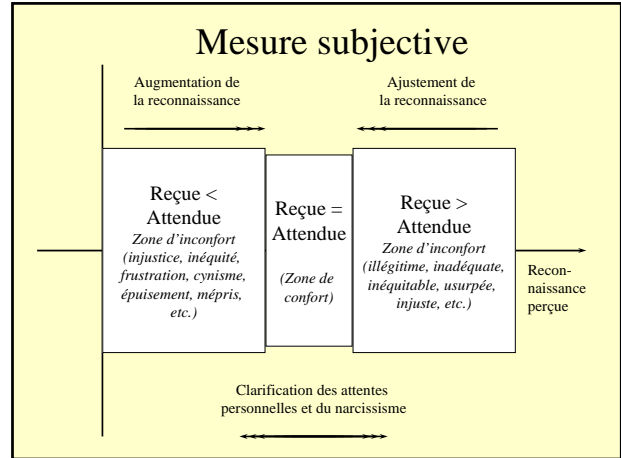 Mesure subjective
Augmentation de
la reconnaissance
Ajustement de
la reconnaissance
Reçue <
Attendue
Zone d'inconfort
(injustice, inéquité,
frustration, cynisme,
épuisement, mépris,
etc.)
Reçue =
Attendue
(Zone de
confort)
Reçue >
Attendue
Zone d'inconfort
(illégitime, inadéquate,
inéquitable, usurpée,
injuste, etc.)
Recon-
naissance
perçue
Clarification des attentes
personnelles et du narcissisme